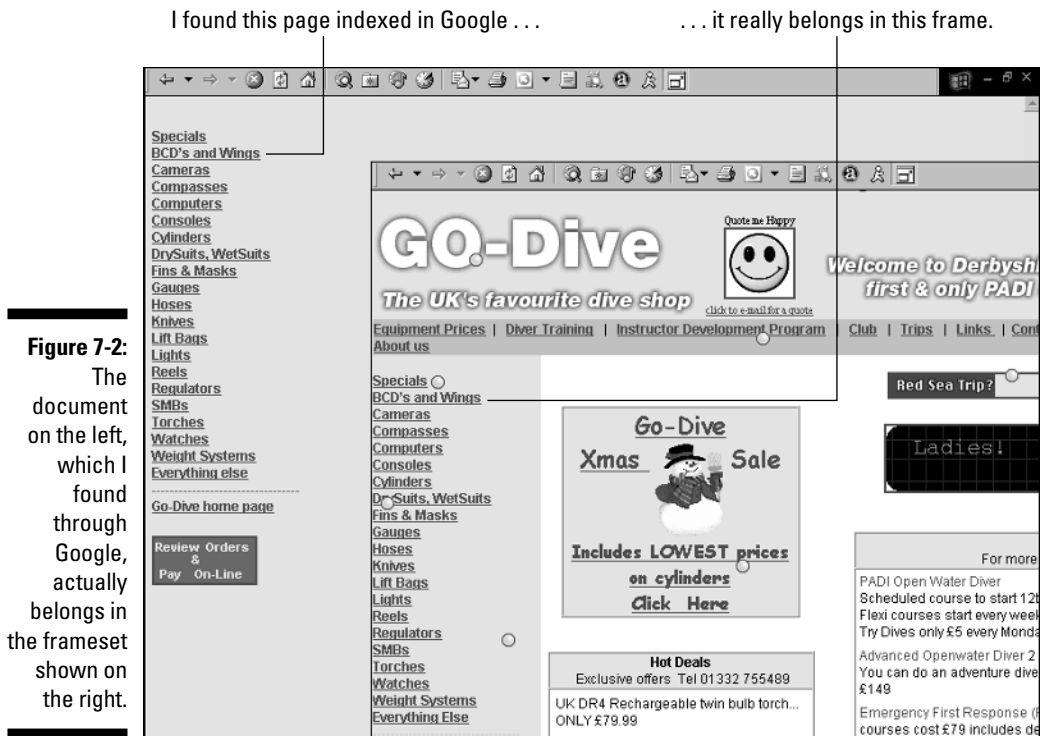 I found this page indexed in Google . . .
. . . it really belongs in this frame.
Specials
BCD's and Wings
Cameras
Compasses
Computers
Consoles
Cylinders
DrySuits, WetSuits
Fins & Masks
Gauges
Hoses
Knives
Lift Bags
Lights
Reels
Regulators
SMBs
Torches
Watches
Weight Systems
Everything else
Go-Dive home page
Review Orders
&
Pay On-Line
GO-Dive
The UK's favourite dive shop
Quote me Happy
click to e-mail for a quote
Welcome to Derbyshi
first & only PADI
Equipment Prices | Diver Training | Instructor Development Program | Club | Trips | Links | Cont
About us
Specials
BCD's and Wings
Cameras
Compasses
Computers
Consoles
Cylinders
DrySuits, WetSuits
Fins & Masks
Gauges
Hoses
Knives
Lift Bags
Lights
Reels
Regulators
SMBs
Torches
Watches
Weight Systems
Everything Else
Go-Dive
Xmas Sale
Includes LOWEST prices
on cylinders
Click Here
Hot Deals
Exclusive offers Tel 01332 755489
UK DR4 Rechargeable twin bulb torch...
ONLY £79.99
Red Sea Trip?
Ladies!
For more
PADI Open Water Diver
Scheduled course to start 12t
Flexi courses start every week
Try Dives only £5 every Monda
Advanced Openwater Diver 2
You can do an adventure dive
£149
Emergency First Response (
courses cost £79 includes de
Figure 7-2:
The
document
on the left,
which I
found
through
Google,
actually
belongs in
the frameset
shown on
the right.